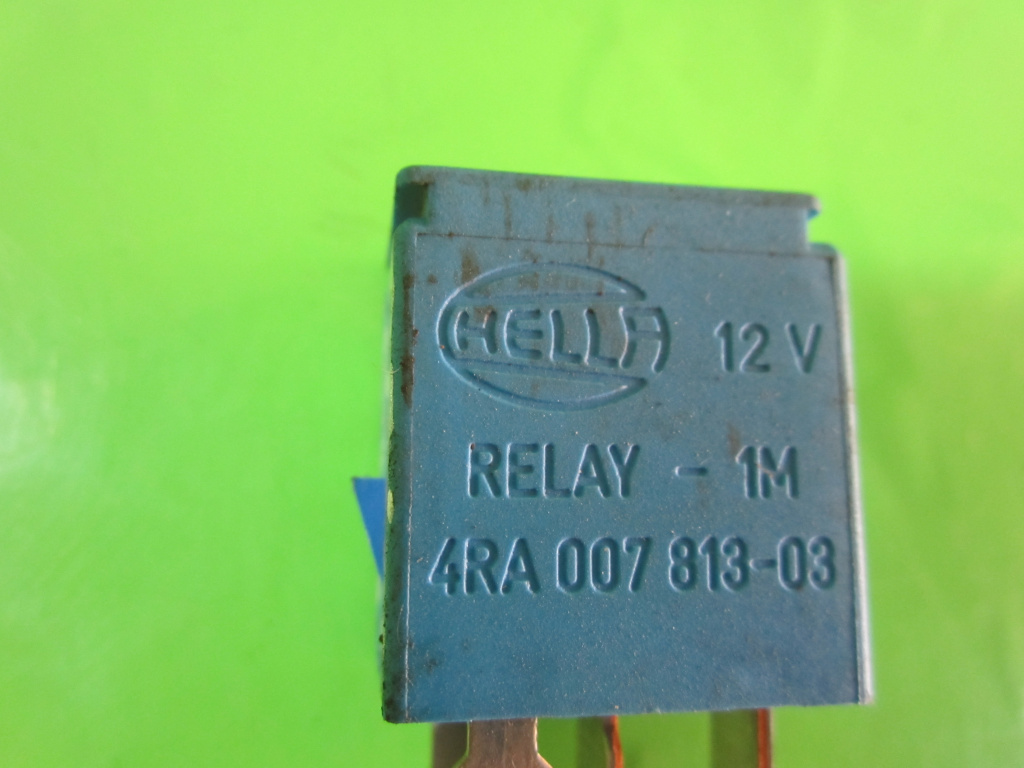 HELLA 12 V
RELAY - 1M
4RA 007 813-03